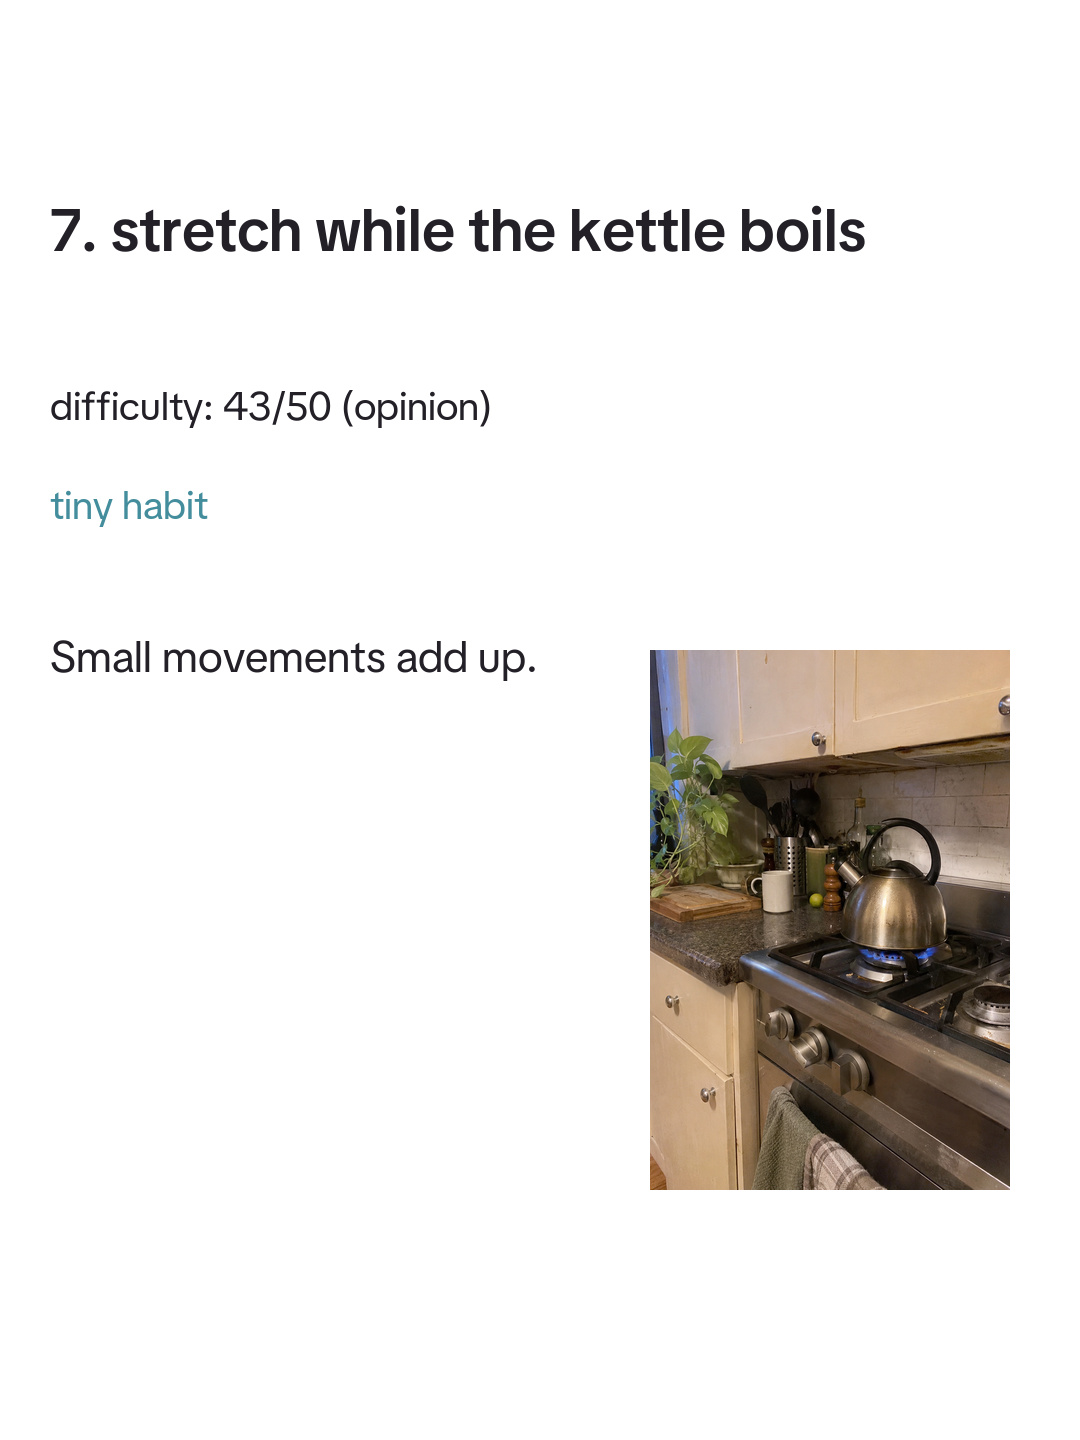 7. stretch while the kettle boils
difficulty: 43/50 (opinion)
tiny habit
Small movements add up.